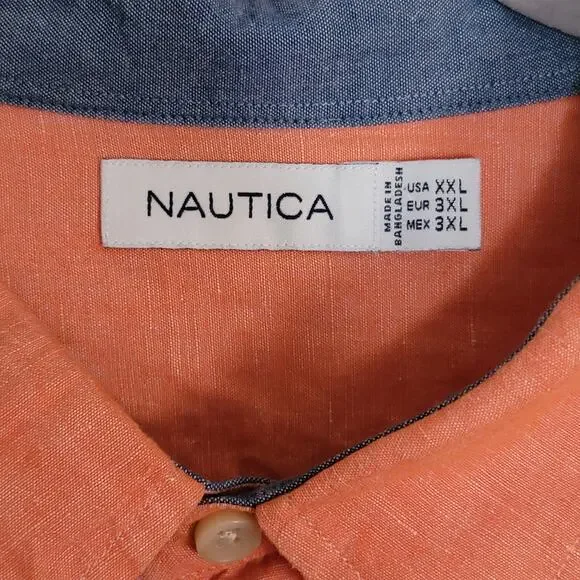 NAUTICA
MADE IN
BANGLADESH
USA XXL
EUR 3XL
MEX 3XL